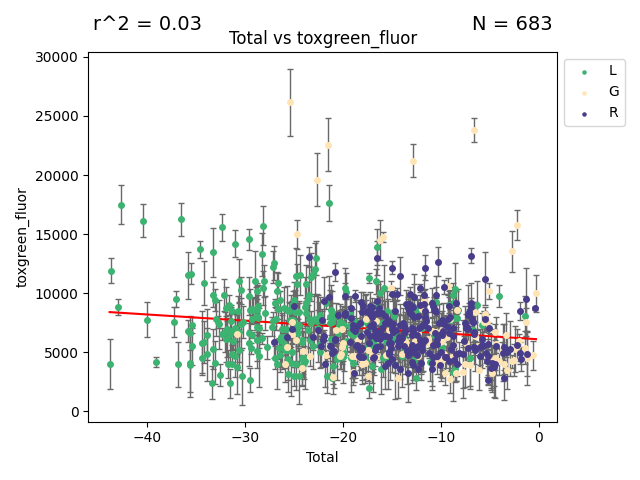 r^2 = 0.03
N = 683
Total vs toxgreen_fluor
30000
25000
20000
15000
10000
5000
0
toxgreen_fluor
−40
−30
−20
−10
0
Total
L
G
R